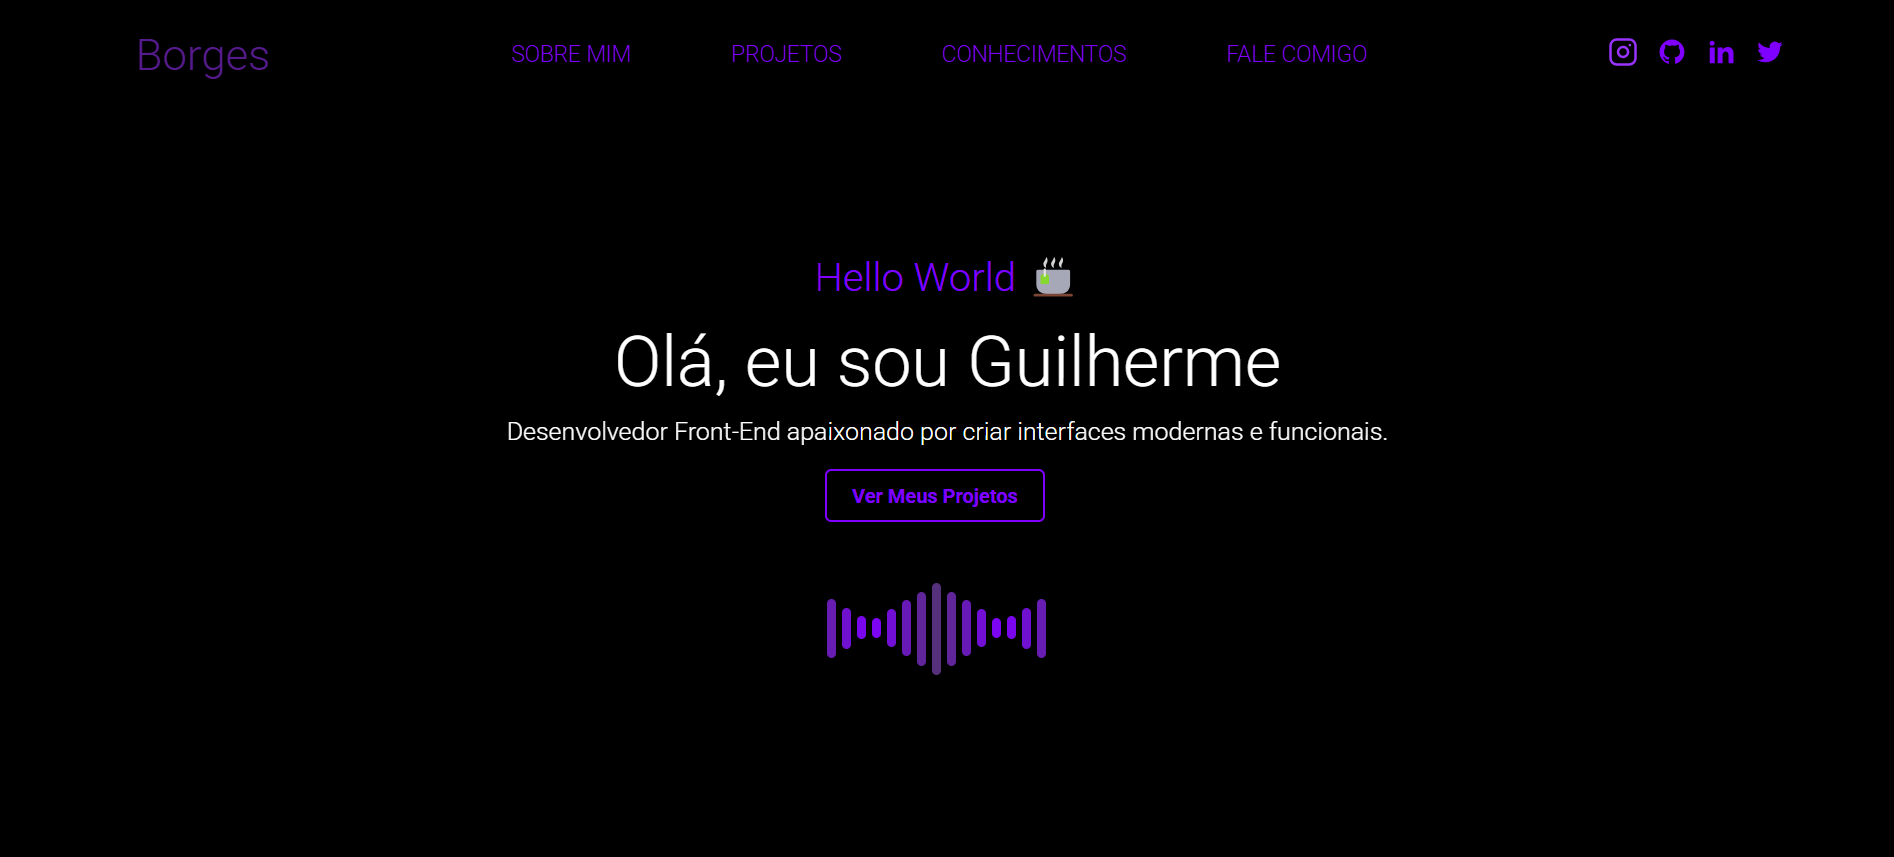 Borges
SOBRE MIM
PROJETOS
CONHECIMENTOS
FALE COMIGO
Hello World
Olá, eu sou Guilherme
Desenvolvedor Front-End apaixonado por criar interfaces modernas e funcionais.
Ver Meus Projetos